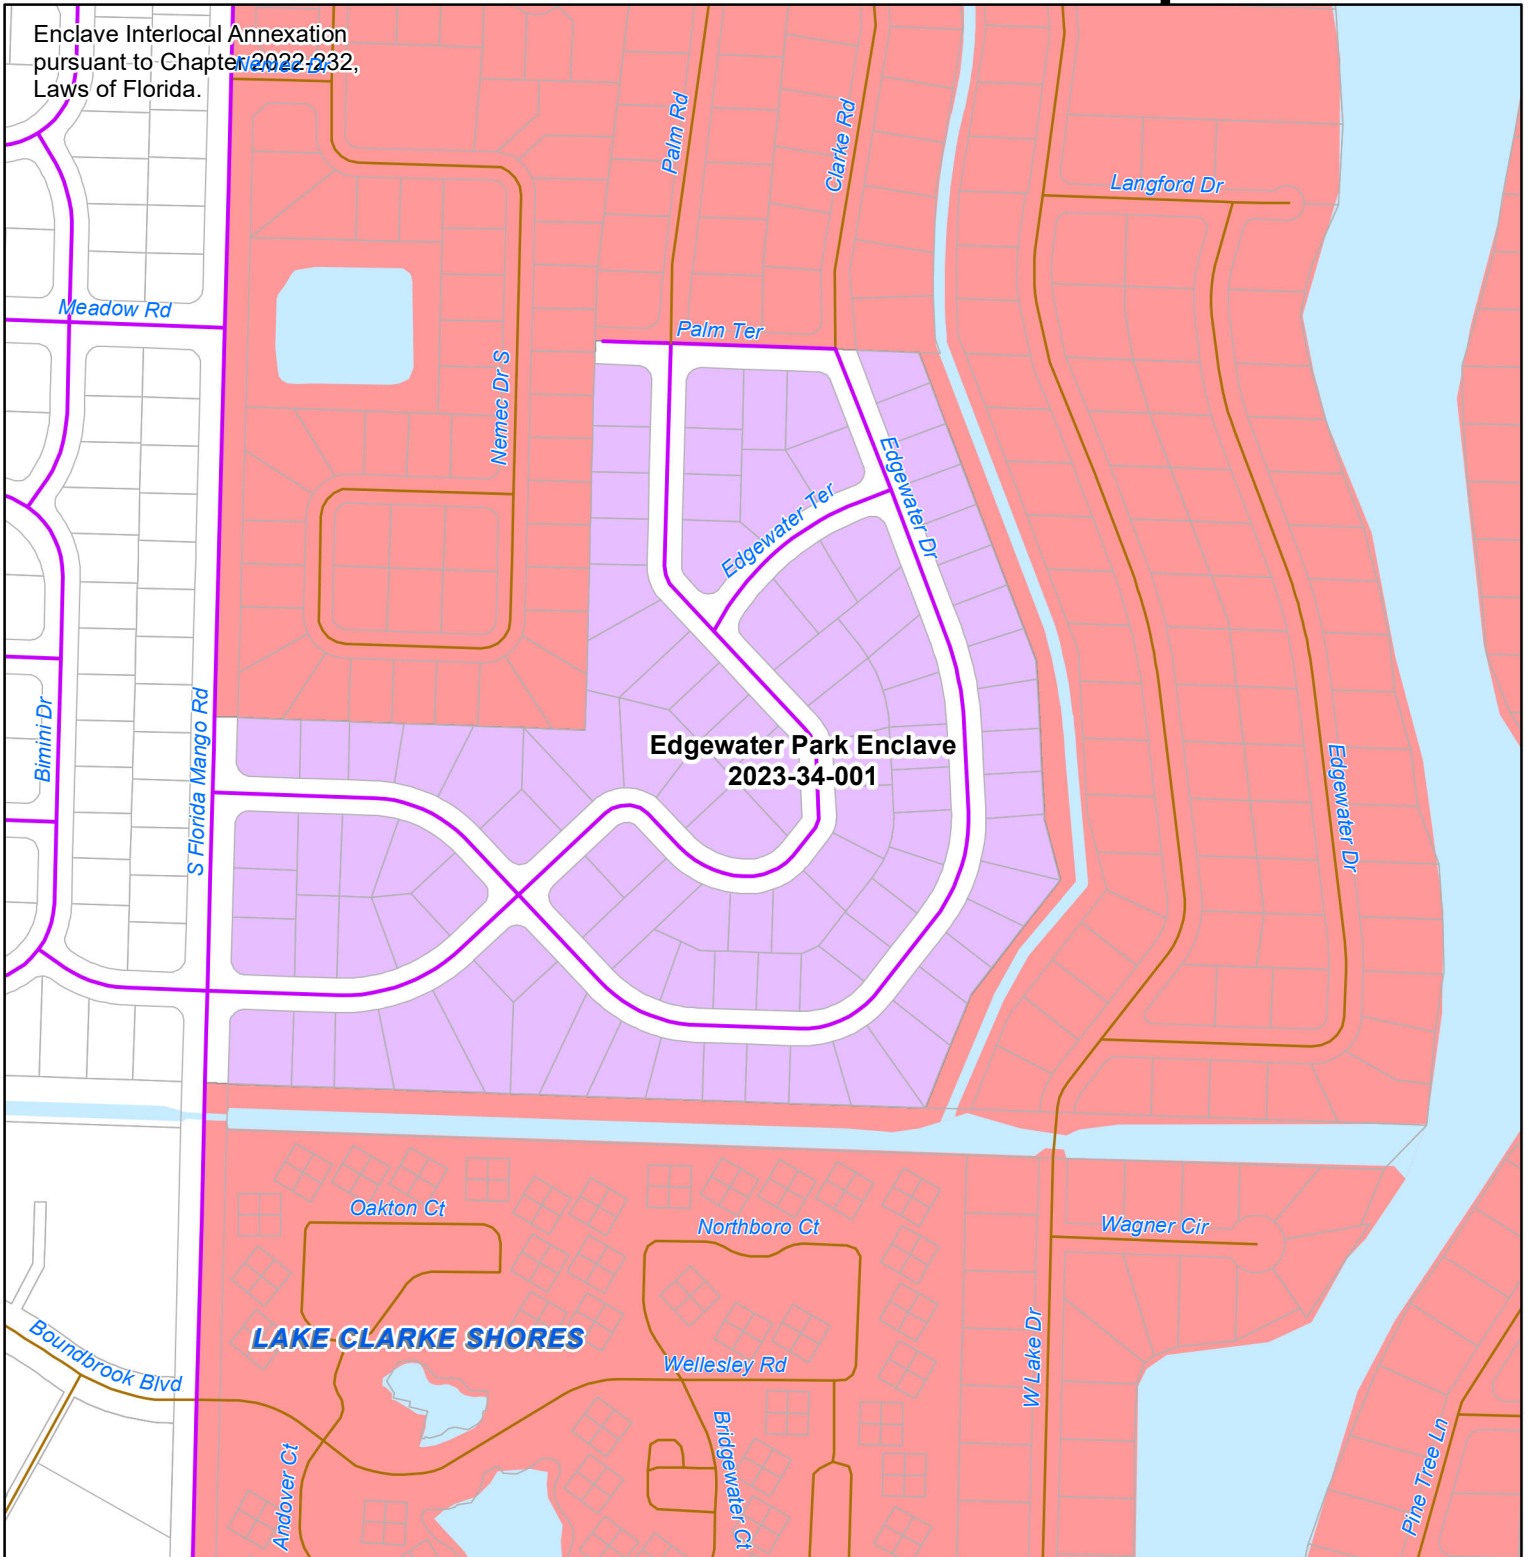 Enclave Interlocal Annexation
pursuant to Chapter 2022-232,
Laws of Florida.
Nemec Dr
Palm Rd
Clarke Rd
Langford Dr
Meadow Rd
Palm Ter
Nemec Dr S
Edgewater Dr
Edgewater Ter
Bimini Dr
S Florida Mango Rd
Edgewater Park Enclave
2023-34-001
Edgewater Dr
Oakton Ct
Northboro Ct
Wagner Cir
LAKE CLARKE SHORES
Boundbrook Blvd
Wellesley Rd
W Lake Dr
Andover Ct
Bridgewater Ct
Pine Tree Ln